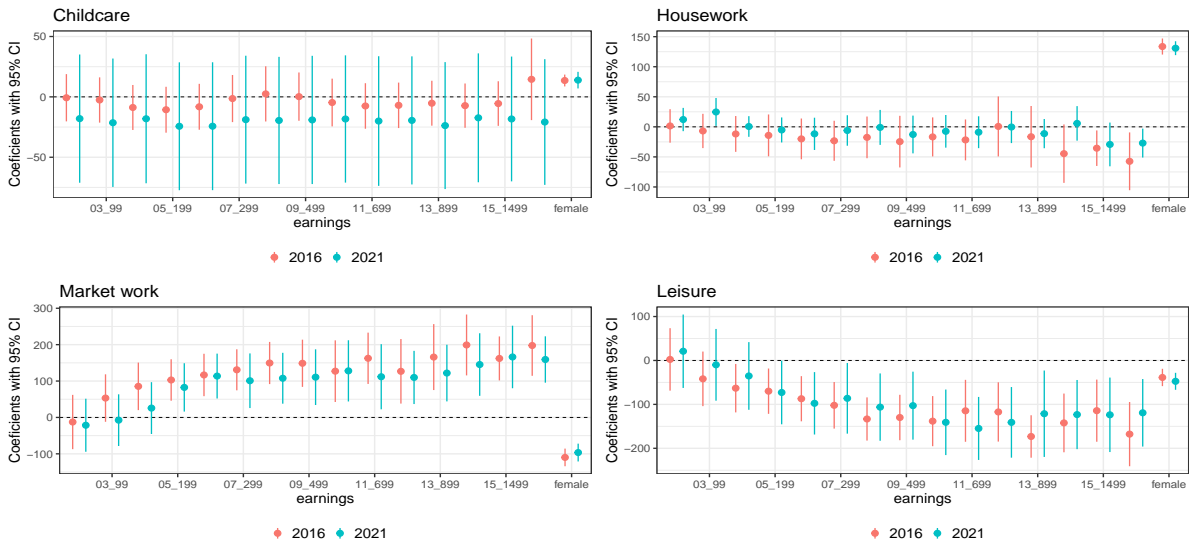 Childcare
Coeficients with 95% CI
50
0
−50
03_99 05_199 07_299 09_499 11_699 13_899 15_1499 female
earnings
2016 2021
Housework
Coeficients with 95% CI
150
100
50
0
−50
−100
03_99 05_199 07_299 09_499 11_699 13_899 15_1499 female
earnings
2016 2021
Market work
Coeficients with 95% CI
300
200
100
0
−100
03_99 05_199 07_299 09_499 11_699 13_899 15_1499 female
earnings
2016 2021
Leisure
Coeficients with 95% CI
100
0
−100
−200
03_99 05_199 07_299 09_499 11_699 13_899 15_1499 female
earnings
2016 2021